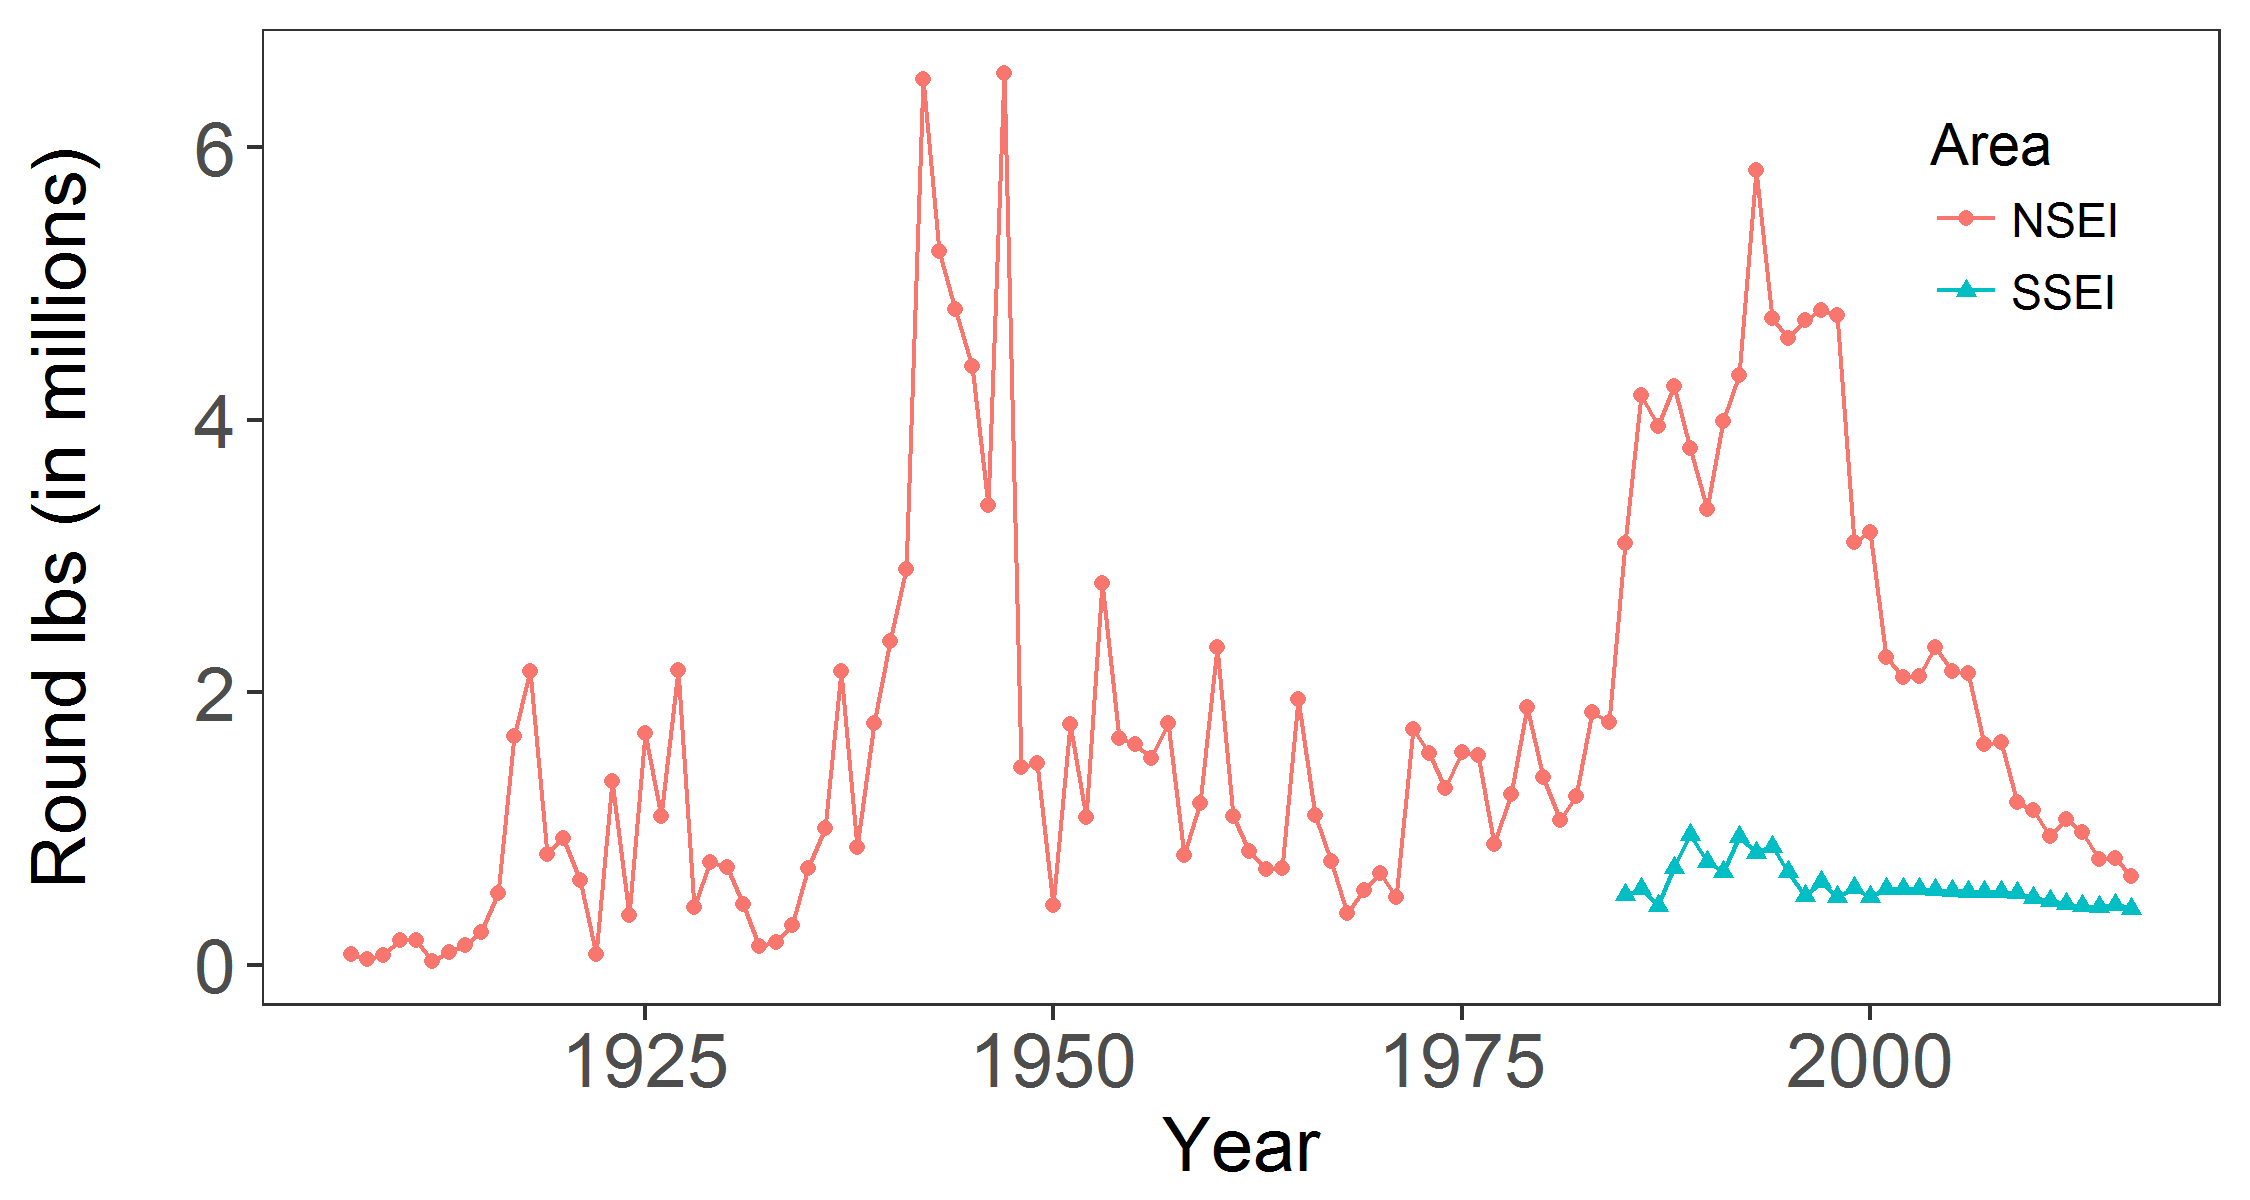 Round lbs (in millions)
6
4
2
0
Area
NSEI
SSEI
1925 1950 1975 2000
Year